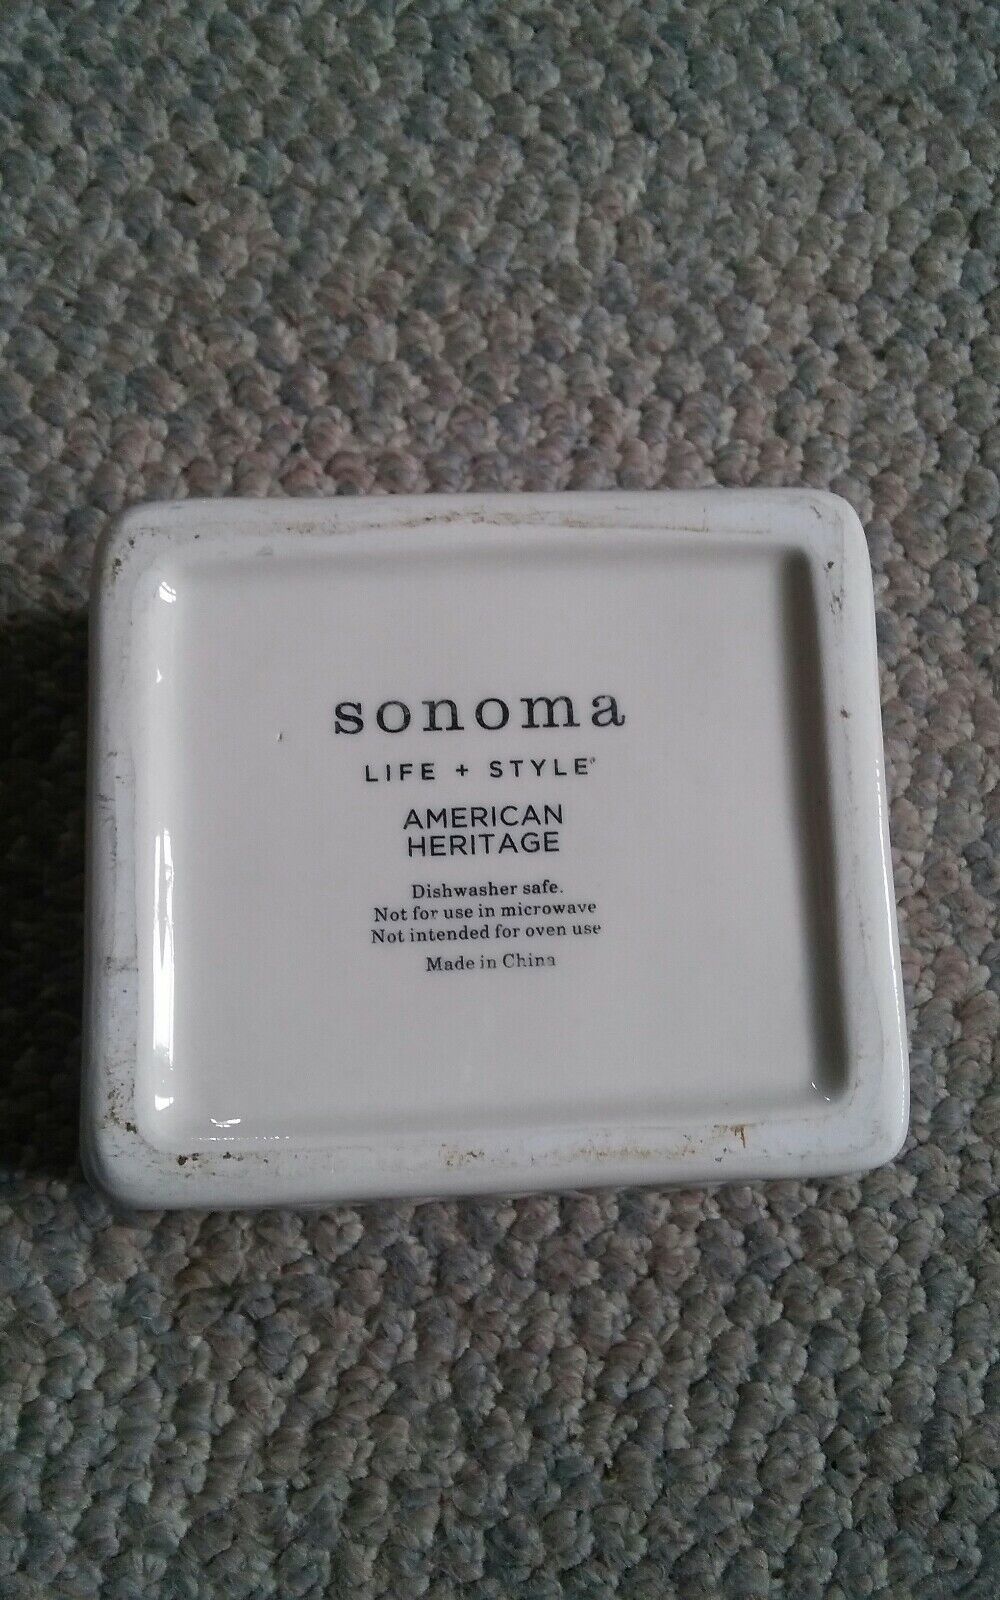 sonoma
LIFE + STYLE®
AMERICAN
HERITAGE
Dishwasher safe.
Not for use in microwave
Not intended for oven use
Made in China